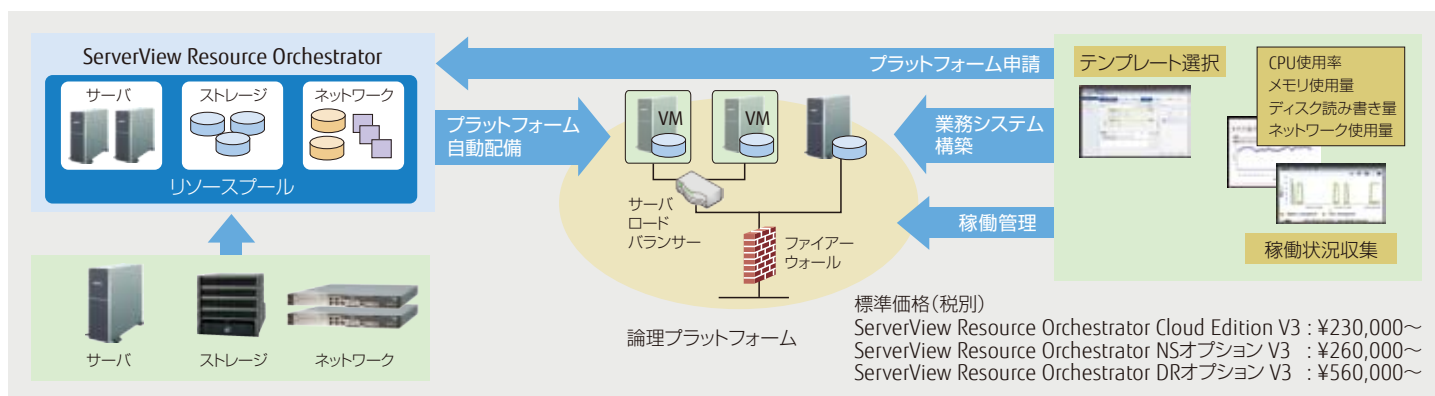 ServerView Resource Orchestrator
サーバ
ストレージ
ネットワーク
リソースプール
サーバ
ストレージ
ネットワーク
プラットフォーム
自動配備
プラットフォーム申請
VM
VM
サーバ
ロード
バランサー
ファイアー
ウォール
論理プラットフォーム
業務システム
構築
稼働管理
テンプレート選択
CPU使用率
メモリ使用量
ディスク読み書き量
ネットワーク使用量
稼働状況収集
標準価格(税別)
ServerView Resource Orchestrator Cloud Edition V3 : ¥230,000~
ServerView Resource Orchestrator NSオプション V3 : ¥260,000~
ServerView Resource Orchestrator DRオプション V3 : ¥560,000~